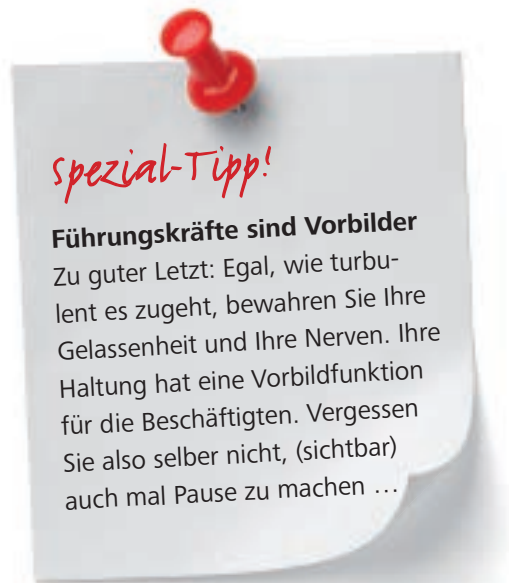 Spezial-Tipp!
Führungskräfte sind Vorbilder
Zu guter Letzt: Egal, wie turbu-
lent es zugeht, bewahren Sie Ihre
Gelassenheit und Ihre Nerven. Ihre
Haltung hat eine Vorbildfunktion
für die Beschäftigten. Vergessen
Sie also selber nicht, (sichtbar)
auch mal Pause zu machen …